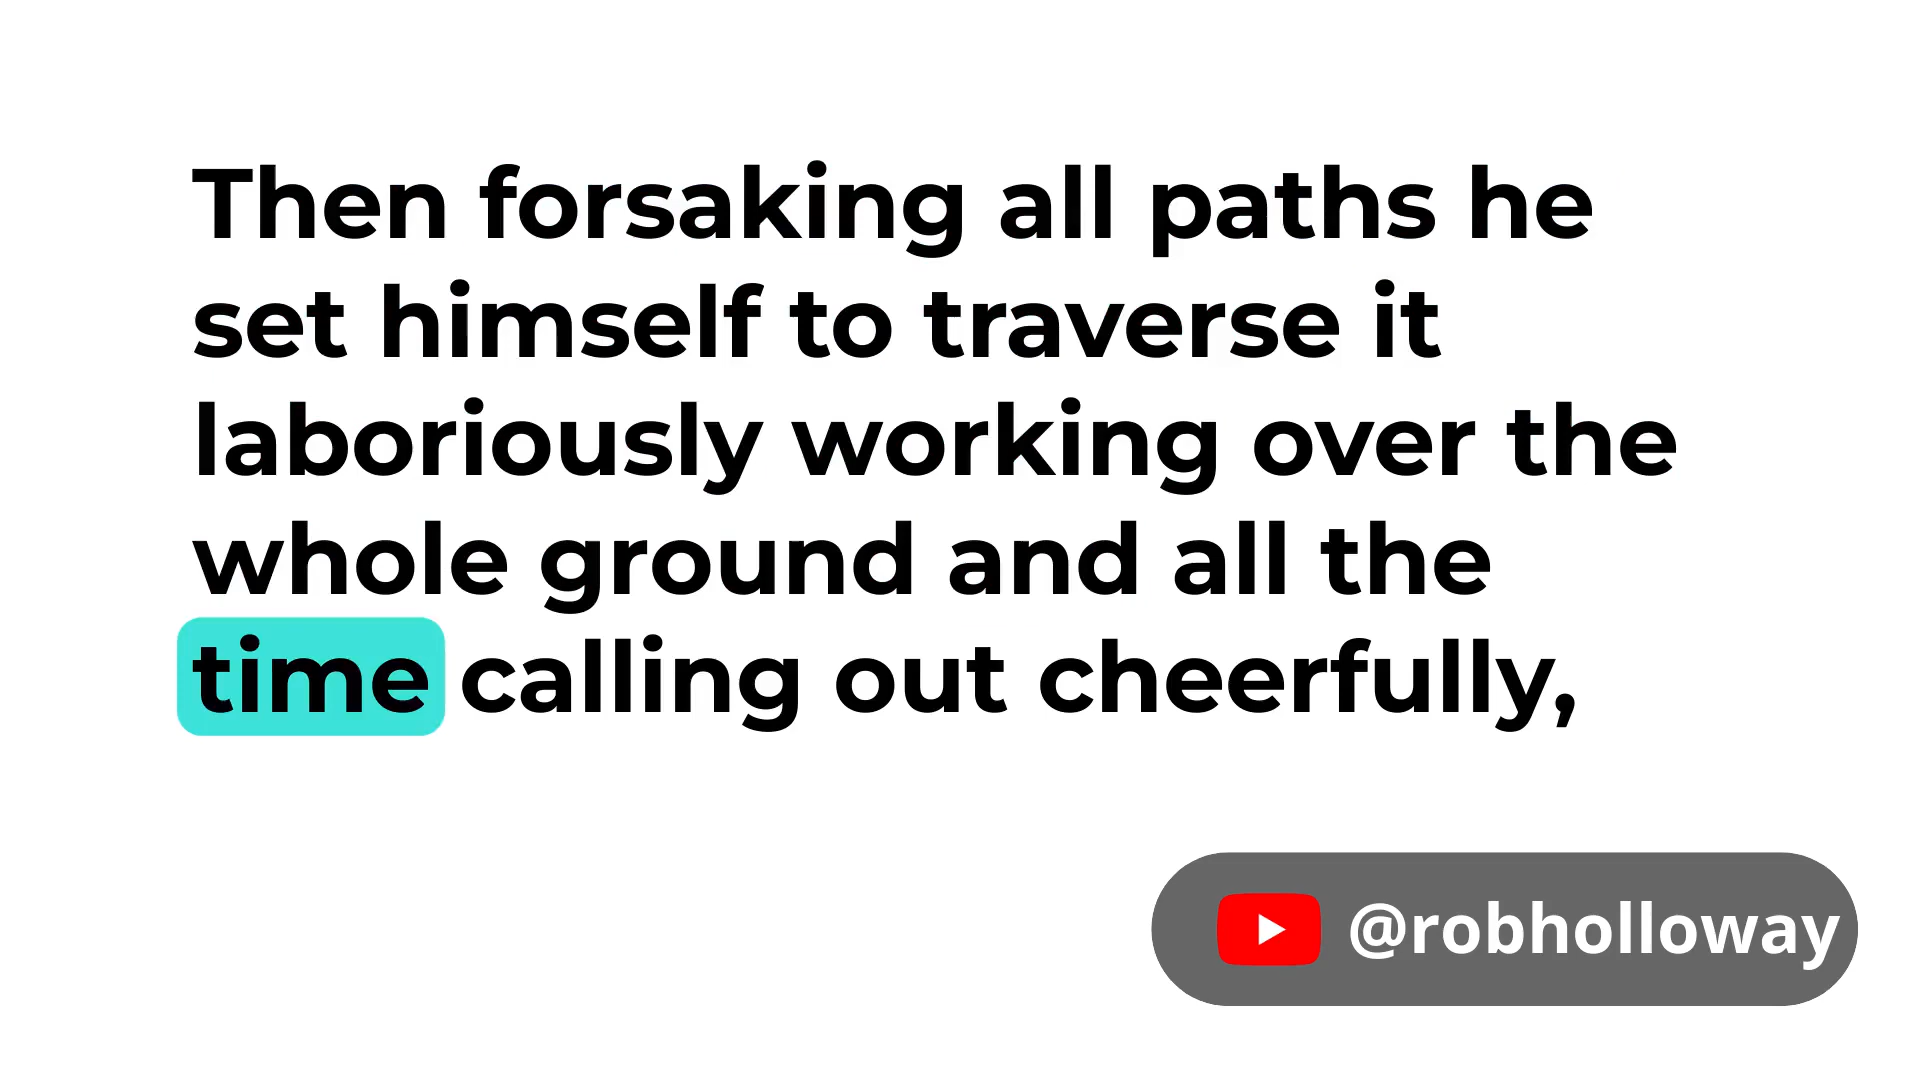 Then forsaking all paths he
set himself to traverse it
laboriously working over the
whole ground and all the
time calling out cheerfully,
@robholloway